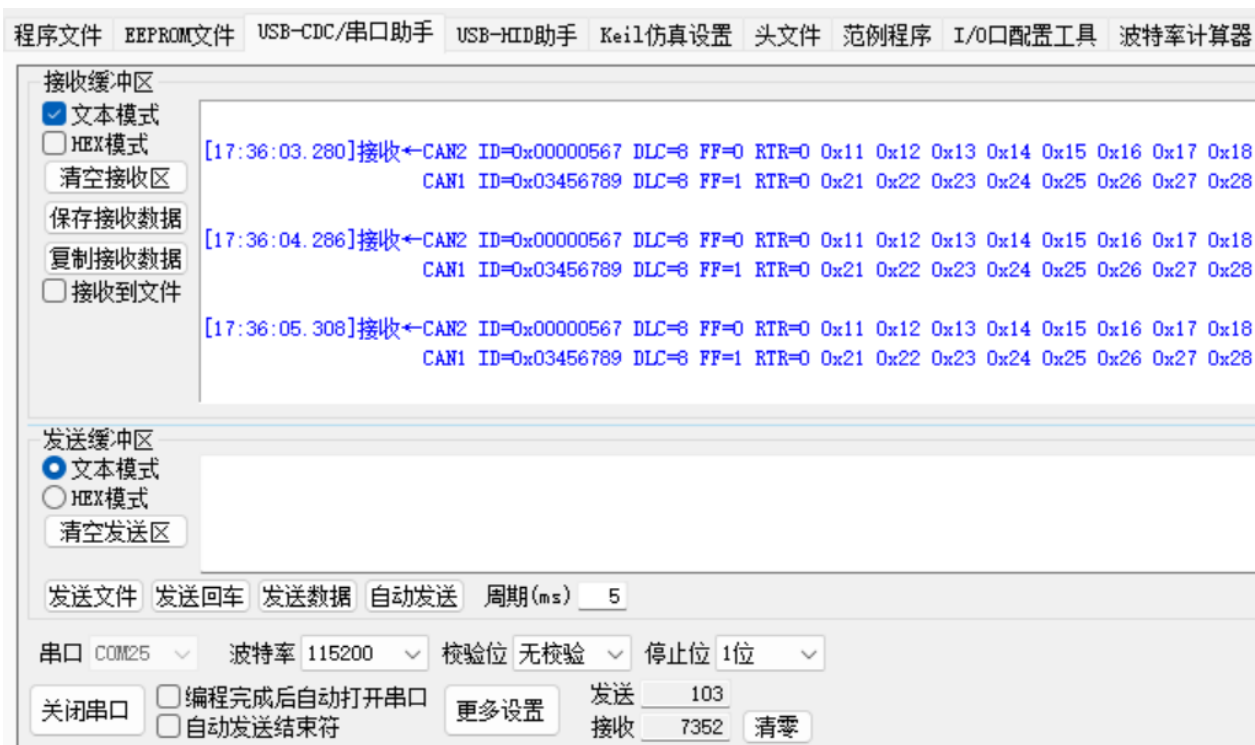 程序文件 EEPROM文件 USB-CDC/串口助手 USB-HID助手 Keil仿真设置 头文件 范例程序 I/O口配置工具 波特率计算器
接收缓冲区
文本模式
HEX模式
清空接收区
保存接收数据
复制接收数据
接收到文件
[17:36:03.280]接收←CAN2 ID=0x00000567 DLC=8 FF=0 RTR=0 0x11 0x12 0x13 0x14 0x15 0x16 0x17 0x18
CAN1 ID=0x03456789 DLC=8 FF=1 RTR=0 0x21 0x22 0x23 0x24 0x25 0x26 0x27 0x28
[17:36:04.286]接收←CAN2 ID=0x00000567 DLC=8 FF=0 RTR=0 0x11 0x12 0x13 0x14 0x15 0x16 0x17 0x18
CAN1 ID=0x03456789 DLC=8 FF=1 RTR=0 0x21 0x22 0x23 0x24 0x25 0x26 0x27 0x28
[17:36:05.308]接收←CAN2 ID=0x00000567 DLC=8 FF=0 RTR=0 0x11 0x12 0x13 0x14 0x15 0x16 0x17 0x18
CAN1 ID=0x03456789 DLC=8 FF=1 RTR=0 0x21 0x22 0x23 0x24 0x25 0x26 0x27 0x28
发送缓冲区
文本模式
HEX模式
清空发送区
发送文件 发送回车 发送数据 自动发送 周期(ms) 5
串口 COM25 波特率 115200 校验位 无校验 停止位 1位
关闭串口
编程完成后自动打开串口
自动发送结束符
更多设置
发送 103
接收 7352 清零